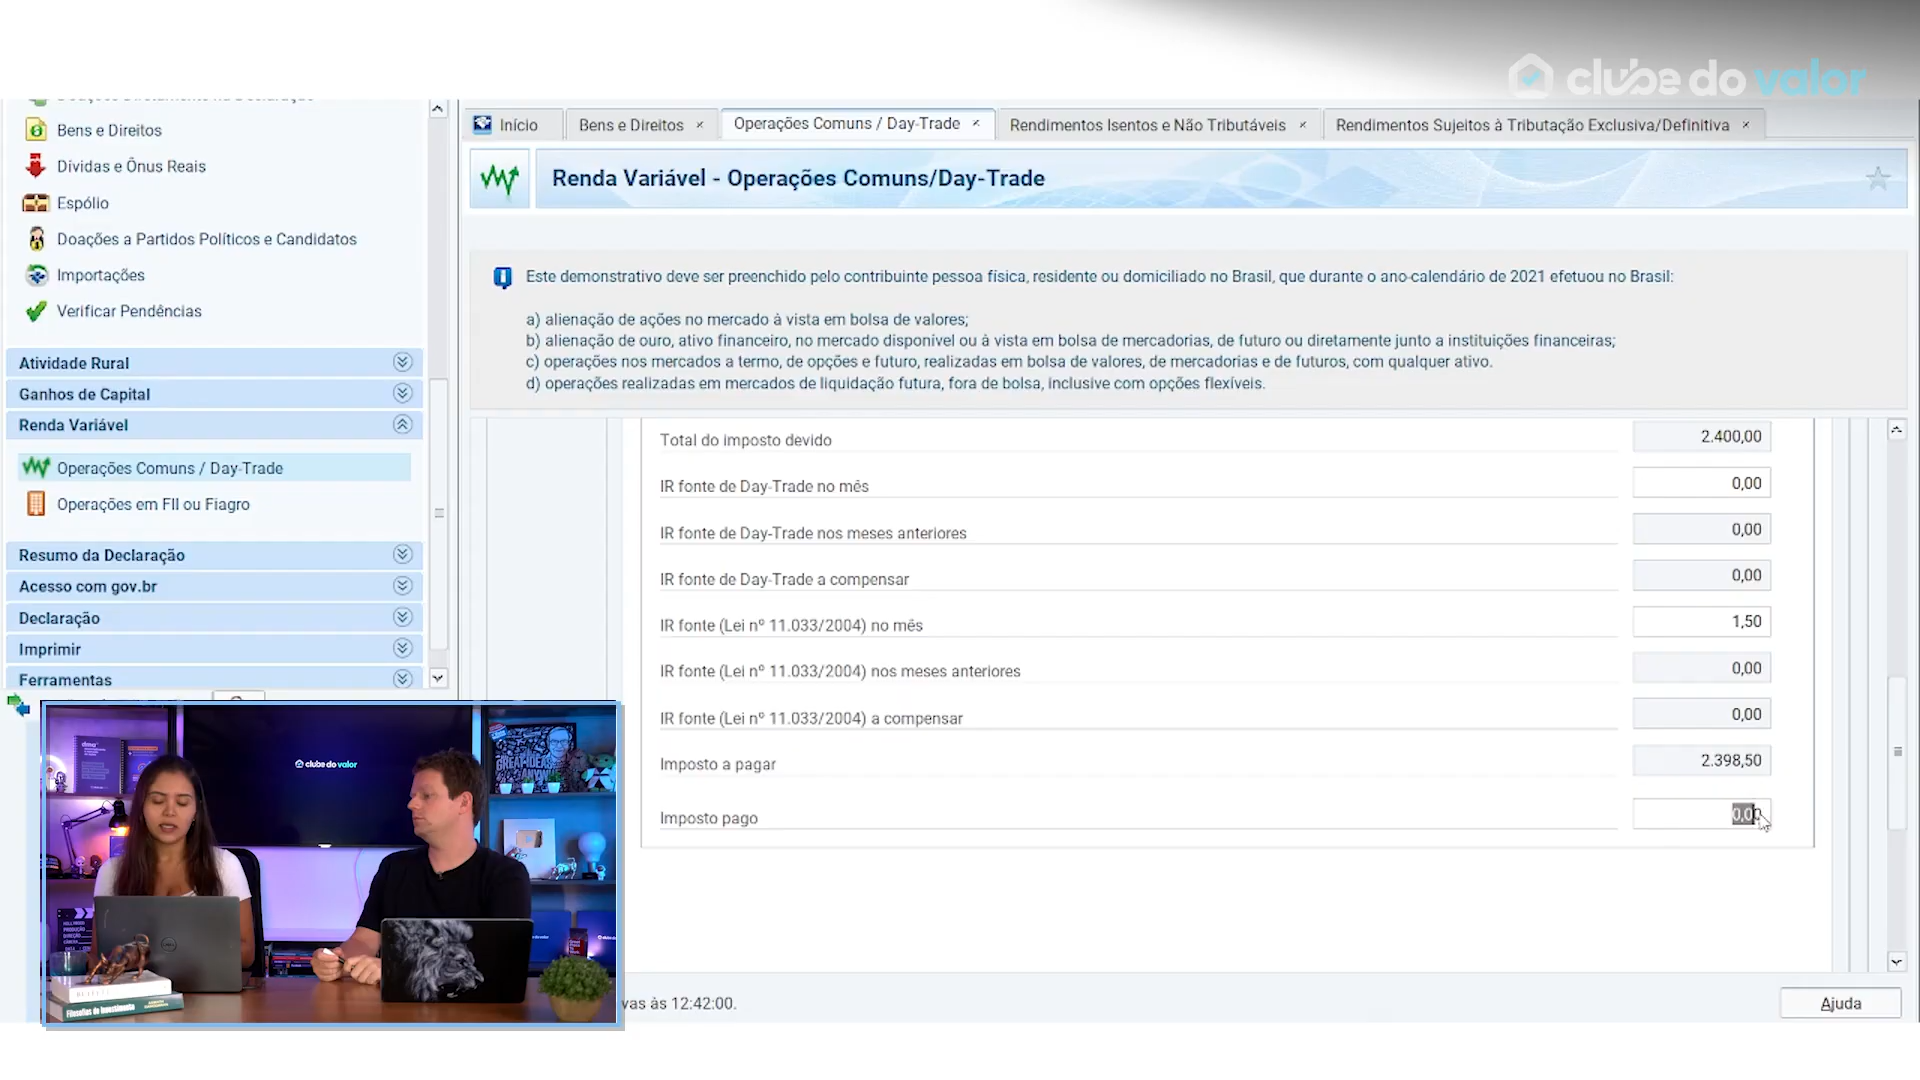 clube do valor
Bens e Direitos
Dívidas e Ônus Reais
Espólio
Doações a Partidos Políticos e Candidatos
Importações
Verificar Pendências
Atividade Rural
Ganhos de Capital
Renda Variável
Operações Comuns / Day-Trade
Operações em FII ou Fiagro
Resumo da Declaração
Acesso com gov.br
Declaração
Imprimir
Ferramentas
Início
Bens e Direitos ×
Operações Comuns / Day-Trade ×
Rendimentos Isentos e Não Tributáveis ×
Rendimentos Sujeitos à Tributação Exclusiva/Definitiva ×
Renda Variável - Operações Comuns/Day-Trade
Este demonstrativo deve ser preenchido pelo contribuinte pessoa física, residente ou domiciliado no Brasil, que durante o ano-calendário de 2021 efetuou no Brasil:
a) alienação de ações no mercado à vista em bolsa de valores;
b) alienação de ouro, ativo financeiro, no mercado disponível ou à vista em bolsa de mercadorias, de futuro ou diretamente junto a instituições financeiras;
c) operações nos mercados a termo, de opções e futuro, realizadas em bolsa de valores, de mercadorias e de futuros, com qualquer ativo.
d) operações realizadas em mercados de liquidação futura, fora de bolsa, inclusive com opções flexíveis.
Total do imposto devido 2.400,00
IR fonte de Day-Trade no mês 0,00
IR fonte de Day-Trade nos meses anteriores 0,00
IR fonte de Day-Trade a compensar 0,00
IR fonte (Lei nº 11.033/2004) no mês 1,50
IR fonte (Lei nº 11.033/2004) nos meses anteriores 0,00
IR fonte (Lei nº 11.033/2004) a compensar 0,00
Imposto a pagar 2.398,50
Imposto pago 0,00
vas às 12:42:00.
Ajuda
clube do valor
GREAT IDEAS
DELL